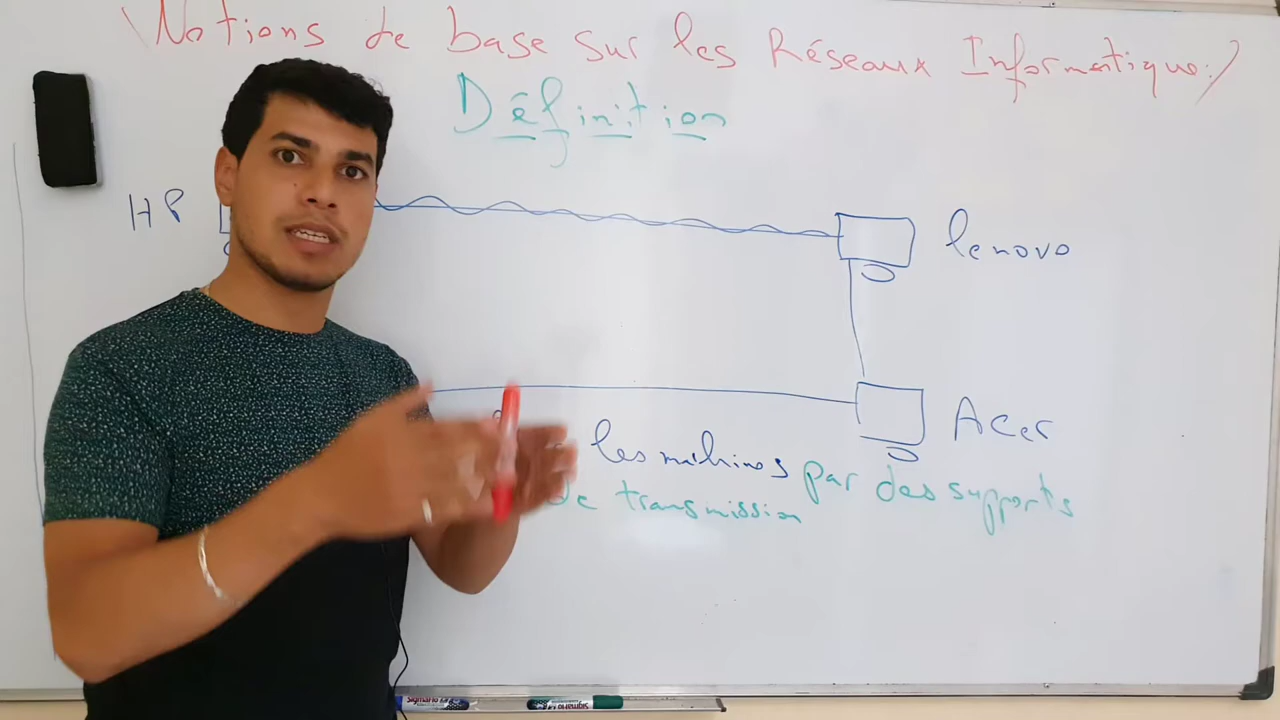 Notions de base sur les Réseaux Informatique:
Définition
HP
lenovo
Acer
les machines par des supports
de transmission